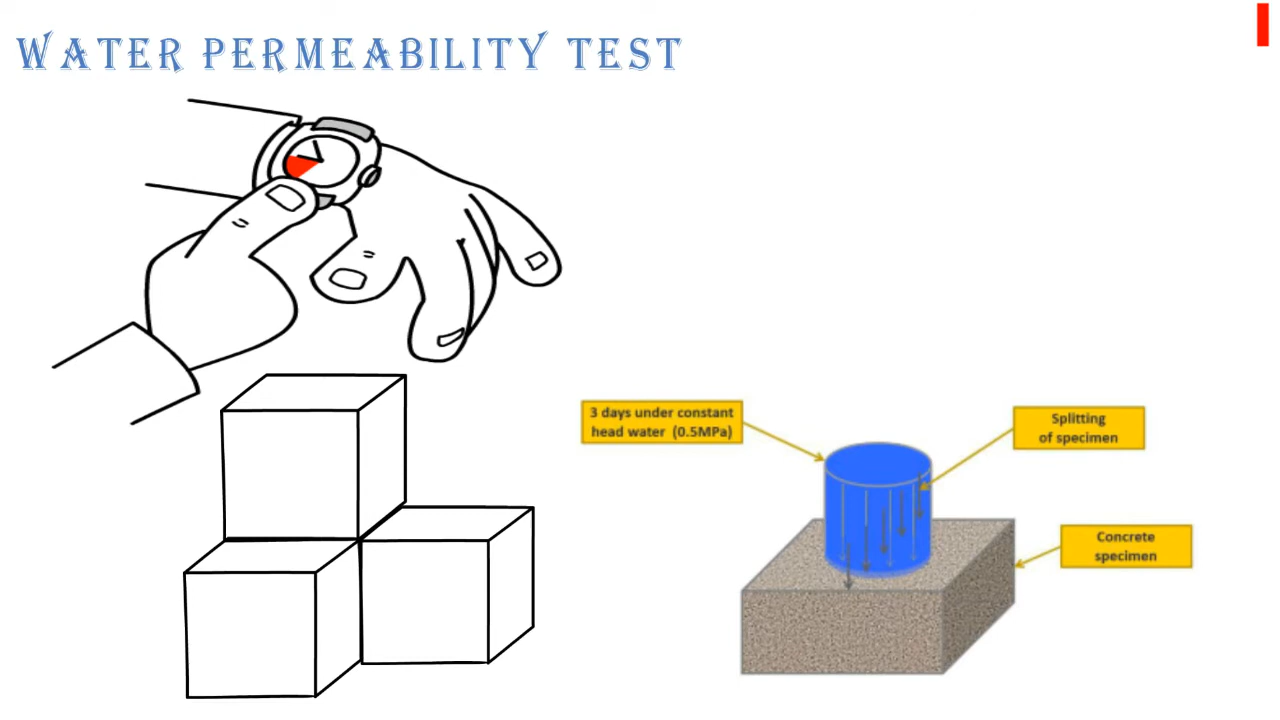 WATER PERMEABILITY TEST
3 days under constant
head water (0.5MPa)
Splitting
of specimen
Concrete
specimen